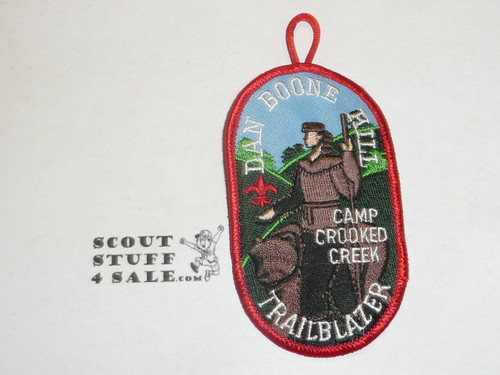 DAN BOONE HILL
CAMP
CROOKED
CREEK
TRAILBLAZER
SCOUT
STUFF
4 SALE.com